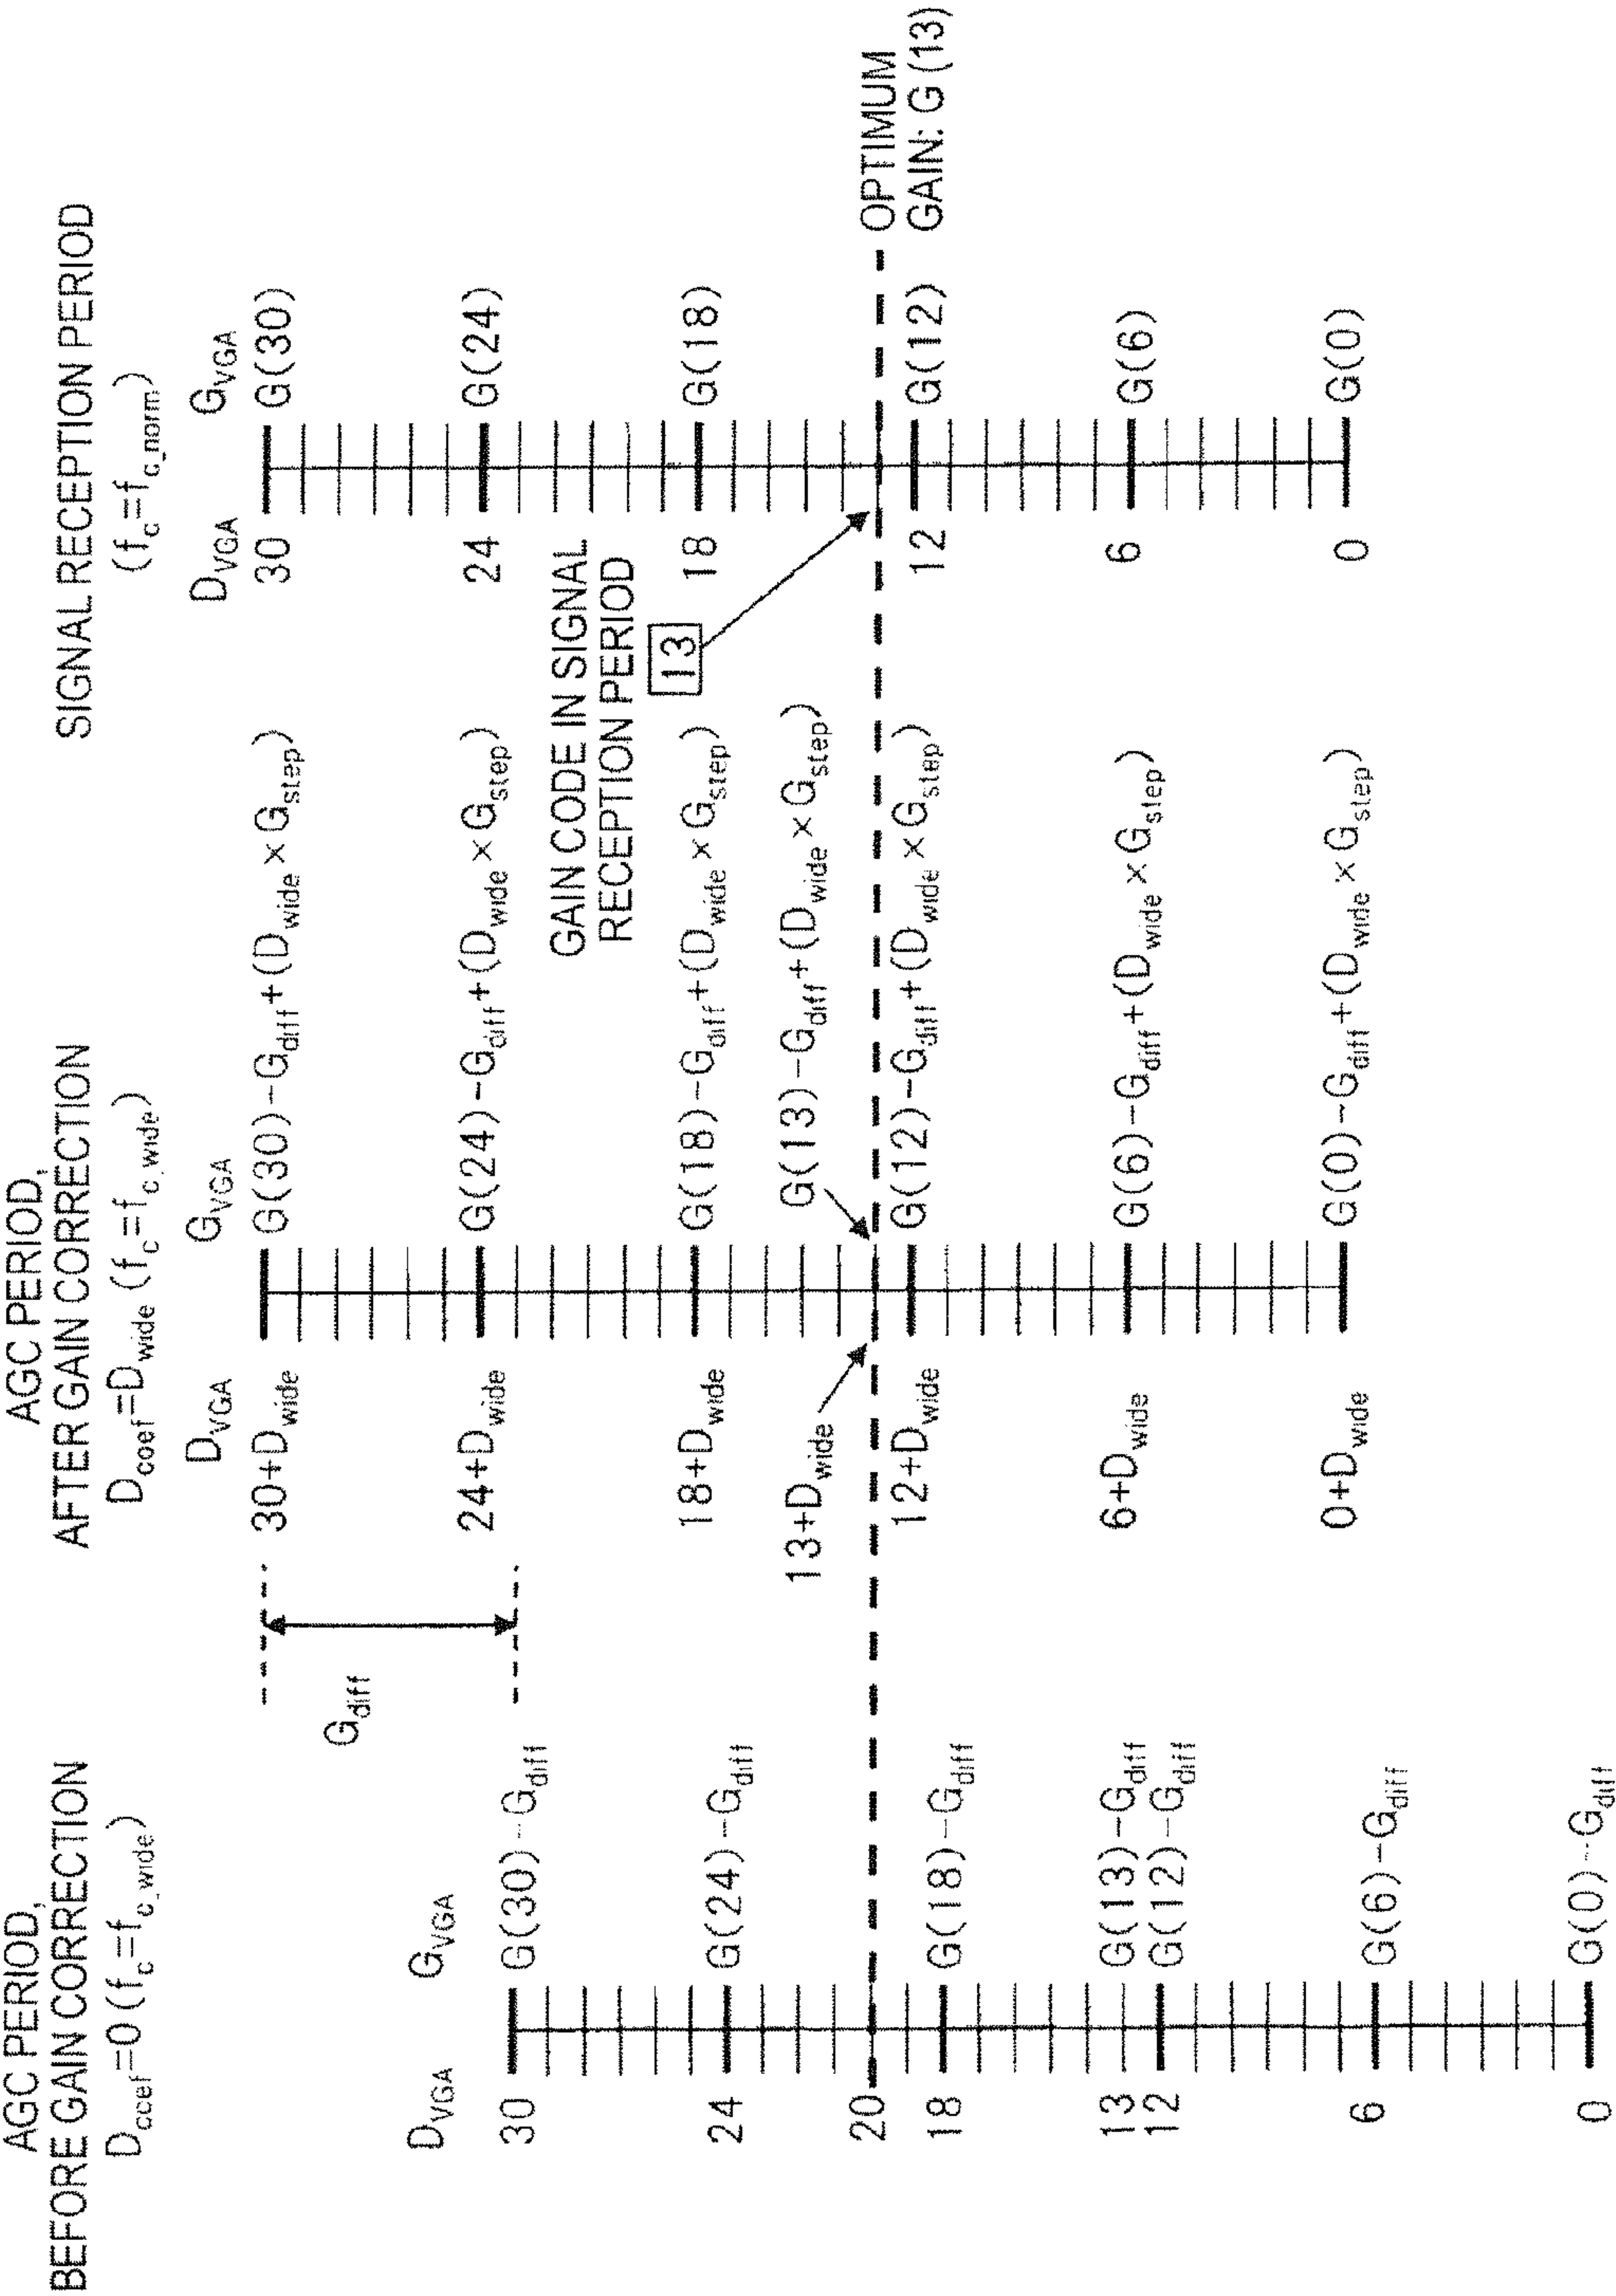 AGC PERIOD,
BEFORE GAIN CORRECTION
D_coef=0 (f_c=f_c_wide)
D_VGA G_VGA
30 G(30)-G_diff
24 G(24)-G_diff
20
18 G(18)-G_diff
13 G(13)-G_diff
12 G(12)-G_diff
6 G(6)-G_diff
0 G(0)-G_diff
G_diff
AGC PERIOD,
AFTER GAIN CORRECTION
D_coef=D_wide (f_c=f_c_wide)
D_VGA G_VGA
30+D_wide G(30)-G_diff+(D_wide×G_step)
24+D_wide G(24)-G_diff+(D_wide×G_step)
18+D_wide G(18)-G_diff+(D_wide×G_step)
13+D_wide G(13)-G_diff+(D_wide×G_step)
12+D_wide G(12)-G_diff+(D_wide×G_step)
6+D_wide G(6)-G_diff+(D_wide×G_step)
0+D_wide G(0)-G_diff+(D_wide×G_step)
SIGNAL RECEPTION PERIOD
(f_c=f_c_norm)
D_VGA G_VGA
30 G(30)
24 G(24)
GAIN CODE IN SIGNAL
RECEPTION PERIOD
13
18 G(18)
12 G(12)
6 G(6)
0 G(0)
OPTIMUM
GAIN: G (13)